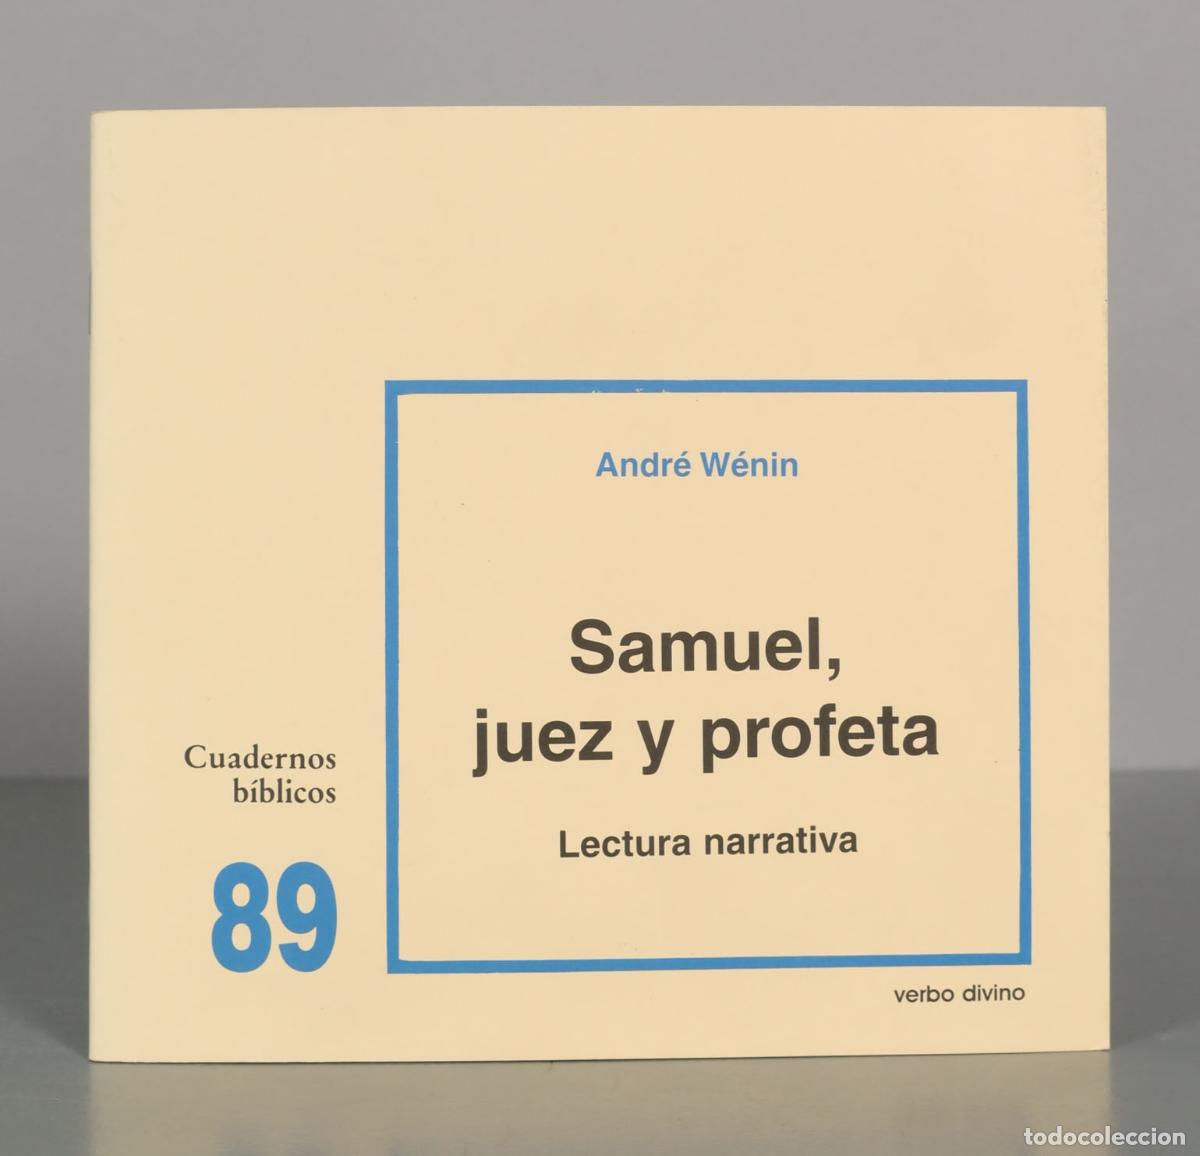 André Wénin
Samuel,
juez y profeta
Lectura narrativa
Cuadernos
bíblicos
89
verbo divino
todocoleccion